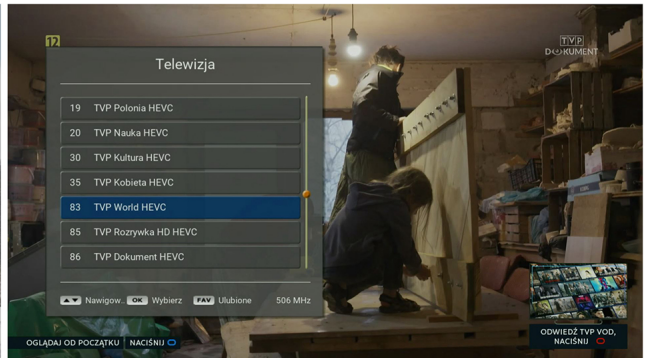 12
TVP
DOKUMENT
Telewizja
19 TVP Polonia HEVC
20 TVP Nauka HEVC
30 TVP Kultura HEVC
35 TVP Kobieta HEVC
83 TVP World HEVC
85 TVP Rozrywka HD HEVC
86 TVP Dokument HEVC
Nawigow.. OK Wybierz FAV Ulubione 506 MHz
OGLĄDAJ OD POCZĄTKU NACIŚNIJ
ODWIEDŹ TVP VOD,
NACIŚNIJ